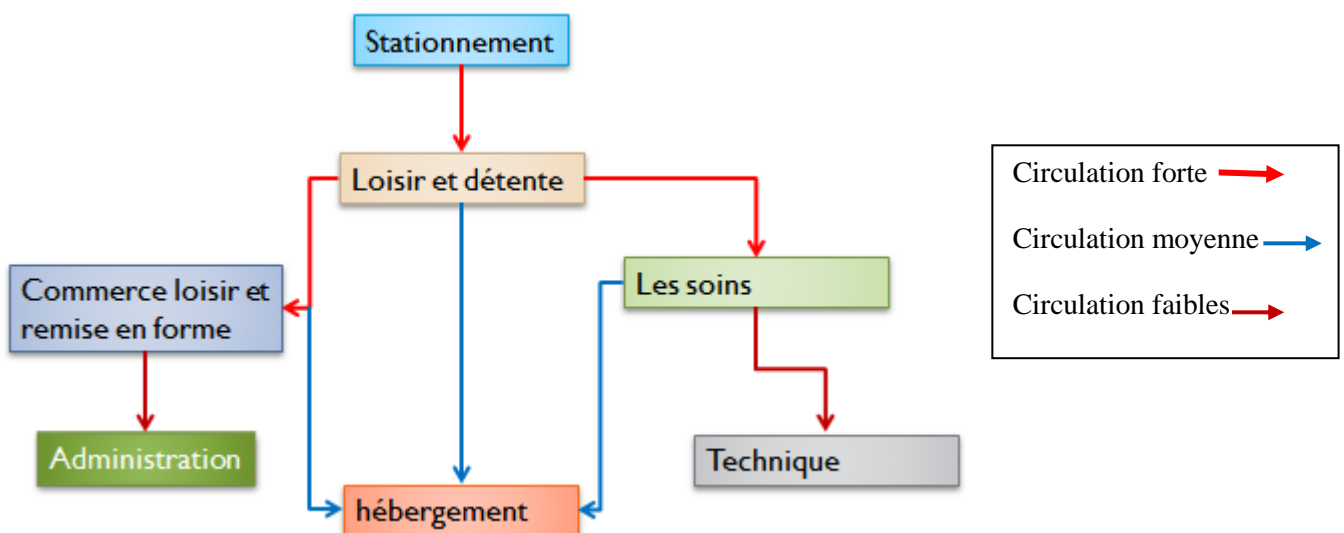 Stationnement
Loisir et détente
Commerce loisir et
remise en forme
Les soins
Administration
Technique
hébergement
Circulation forte
Circulation moyenne
Circulation faibles